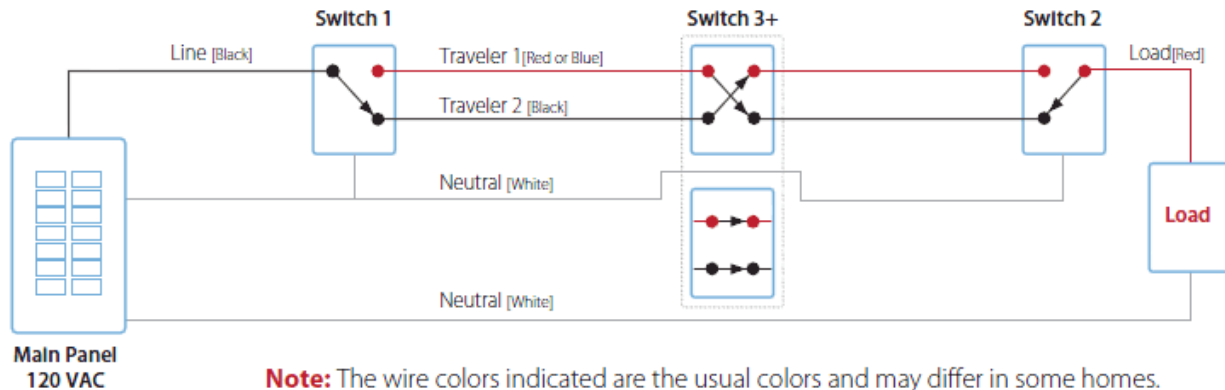 Switch 1
Switch 3+
Switch 2
Line [Black]
Traveler 1[Red or Blue]
Load[Red]
Traveler 2 [Black]
Neutral [White]
Load
Neutral [White]
Main Panel
120 VAC
Note: The wire colors indicated are the usual colors and may differ in some homes.